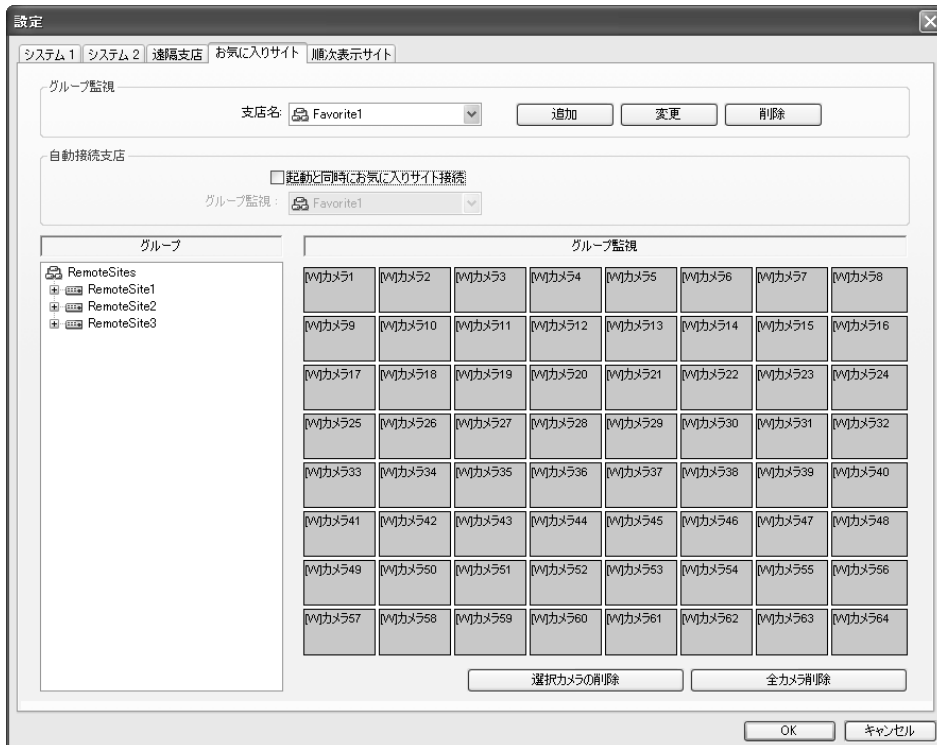 設定
システム1 システム2 遠隔支店 お気に入りサイト 順次表示サイト
グループ監視
支店名: Favorite1 追加 変更 削除
自動接続支店
起動と同時にお気に入りサイト接続
グループ監視: Favorite1
グループ グループ監視
RemoteSites
RemoteSite1
RemoteSite2
RemoteSite3
[W]カメラ1 [W]カメラ2 [W]カメラ3 [W]カメラ4 [W]カメラ5 [W]カメラ6 [W]カメラ7 [W]カメラ8
[W]カメラ9 [W]カメラ10 [W]カメラ11 [W]カメラ12 [W]カメラ13 [W]カメラ14 [W]カメラ15 [W]カメラ16
[W]カメラ17 [W]カメラ18 [W]カメラ19 [W]カメラ20 [W]カメラ21 [W]カメラ22 [W]カメラ23 [W]カメラ24
[W]カメラ25 [W]カメラ26 [W]カメラ27 [W]カメラ28 [W]カメラ29 [W]カメラ30 [W]カメラ31 [W]カメラ32
[W]カメラ33 [W]カメラ34 [W]カメラ35 [W]カメラ36 [W]カメラ37 [W]カメラ38 [W]カメラ39 [W]カメラ40
[W]カメラ41 [W]カメラ42 [W]カメラ43 [W]カメラ44 [W]カメラ45 [W]カメラ46 [W]カメラ47 [W]カメラ48
[W]カメラ49 [W]カメラ50 [W]カメラ51 [W]カメラ52 [W]カメラ53 [W]カメラ54 [W]カメラ55 [W]カメラ56
[W]カメラ57 [W]カメラ58 [W]カメラ59 [W]カメラ60 [W]カメラ61 [W]カメラ62 [W]カメラ63 [W]カメラ64
選択カメラの削除 全カメラ削除
OK キャンセル